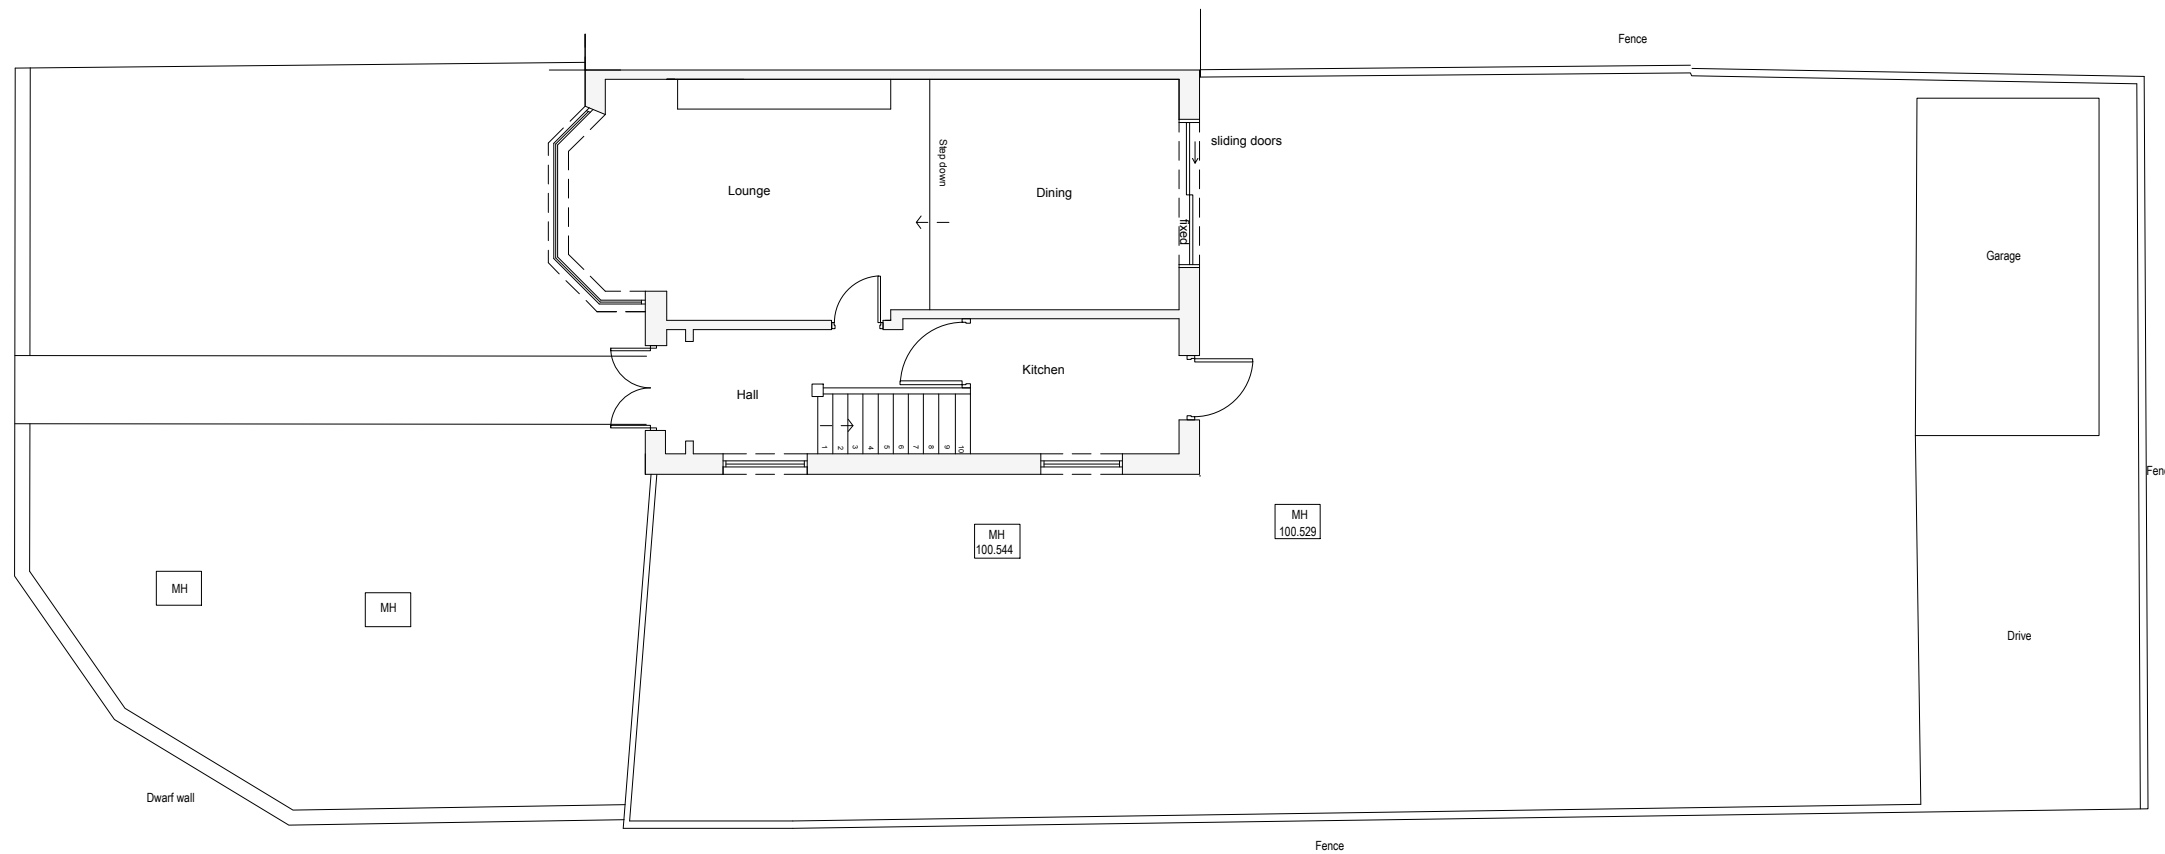 Fence
sliding doors
Step down
Lounge
Dining
fixed
Garage
Kitchen
Hall
1
2
3
4
5
6
7
8
9
10
Fen
MH
100.529
MH
100.544
MH
MH
Drive
Dwarf wall
Fence